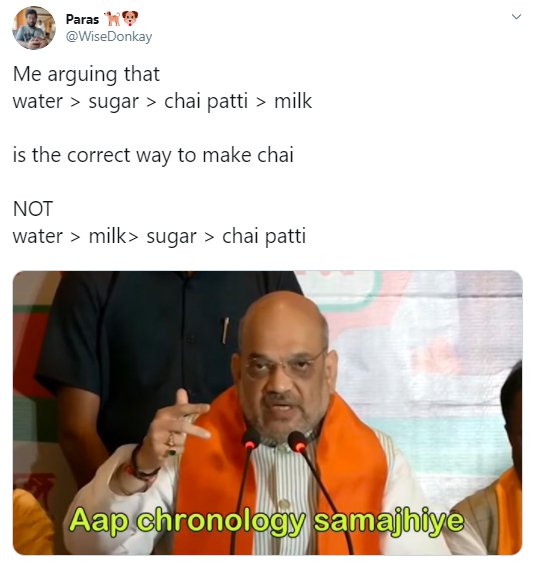 Paras 🐕🐶
@WiseDonkay
Me arguing that
water > sugar > chai patti > milk
is the correct way to make chai
NOT
water > milk> sugar > chai patti
Aap chronology samajhiye